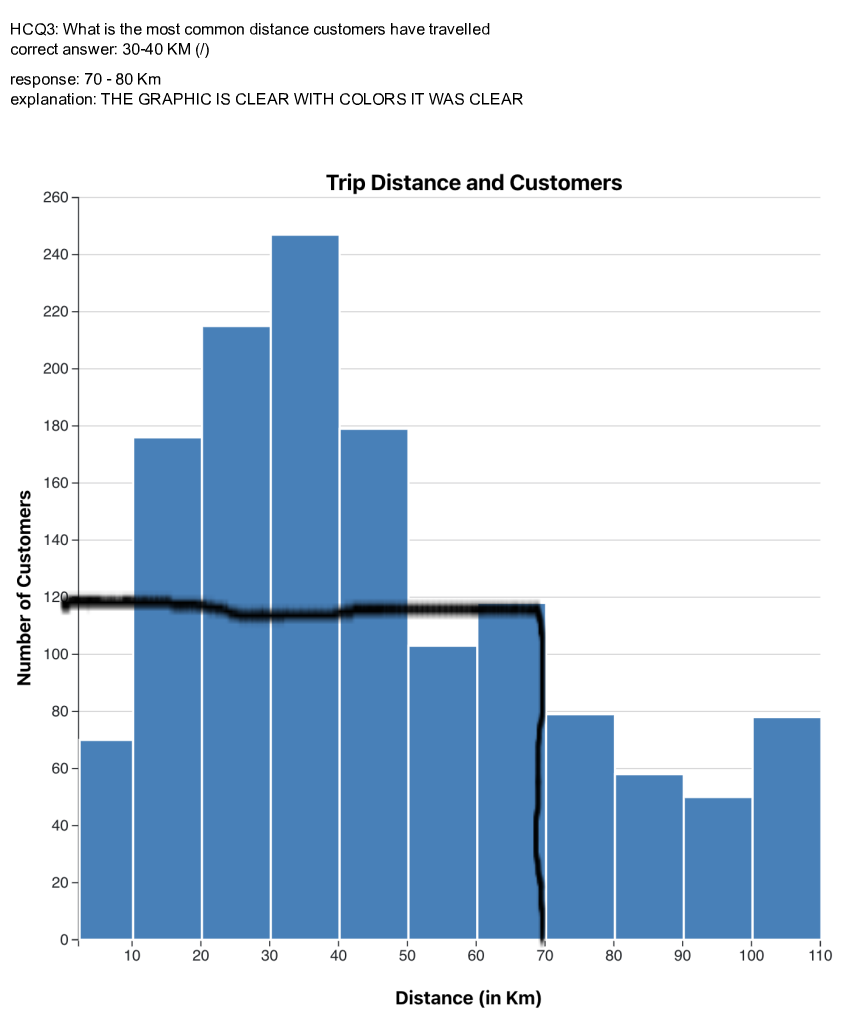 HCQ3: What is the most common distance customers have travelled
correct answer: 30-40 KM (/)
response: 70 - 80 Km
explanation: THE GRAPHIC IS CLEAR WITH COLORS IT WAS CLEAR
Trip Distance and Customers
260
240
220
200
180
160
140
120
100
80
60
40
20
0
Number of Customers
10 20 30 40 50 60 70 80 90 100 110
Distance (in Km)